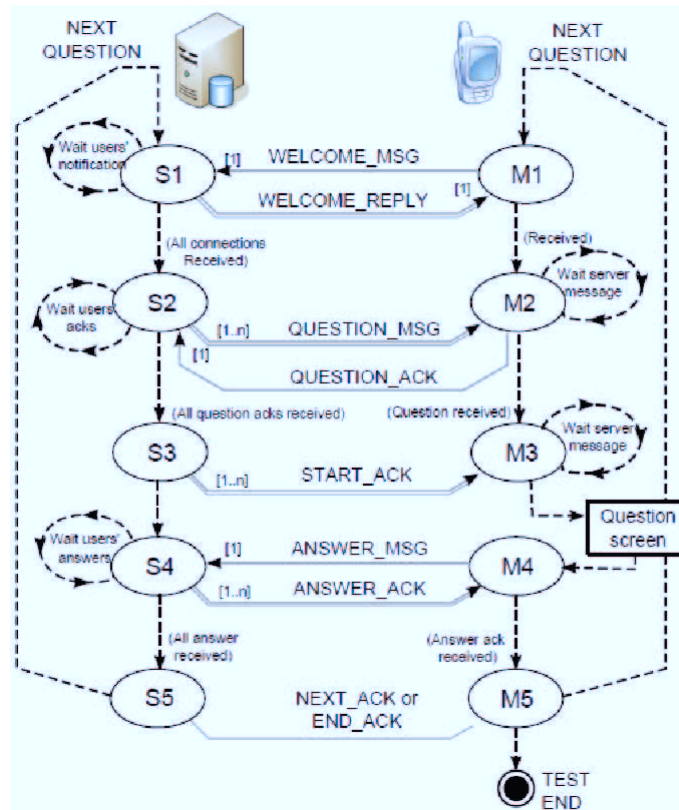 NEXT
QUESTION
NEXT
QUESTION
Wait users'
notification
S1
[1]
WELCOME_MSG
M1
WELCOME_REPLY
[1]
(All connections
Received)
(Received)
Wait users'
acks
S2
M2
Wait server
message
[1..n]
QUESTION_MSG
[1]
QUESTION_ACK
(All question acks received)
(Question received)
S3
M3
Wait server
message
[1..n]
START_ACK
Question
screen
Wait users'
answers
S4
[1]
ANSWER_MSG
M4
[1..n]
ANSWER_ACK
(All answer
received)
(Answer ack
received)
S5
NEXT_ACK or
END_ACK
M5
TEST
END